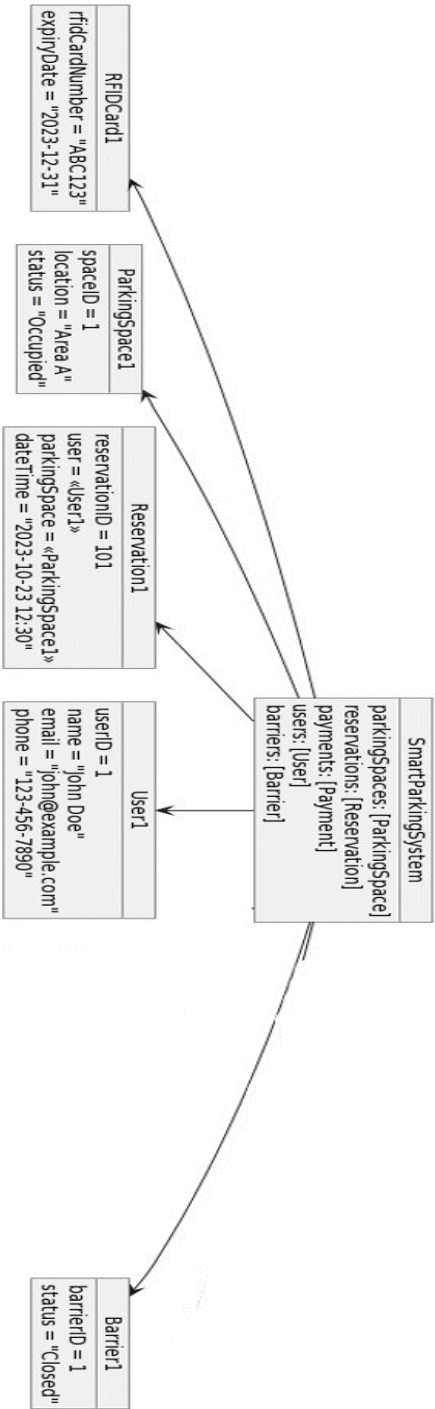 SmartParkingSystem
parkingSpaces: [ParkingSpace]
reservations: [Reservation]
payments: [Payment]
users: [User]
barriers: [Barrier]
RFIDCard1
rfidCardNumber = "ABC123"
expiryDate = "2023-12-31"
ParkingSpace1
spaceID = 1
location = "Area A"
status = "Occupied"
Reservation1
reservationID = 101
user = «User1»
parkingSpace = «ParkingSpace1»
dateTime = "2023-10-23 12:30"
User1
userID = 1
name = "John Doe"
email = "john@example.com"
phone = "123-456-7890"
Barrier1
barrierID = 1
status = "Closed"